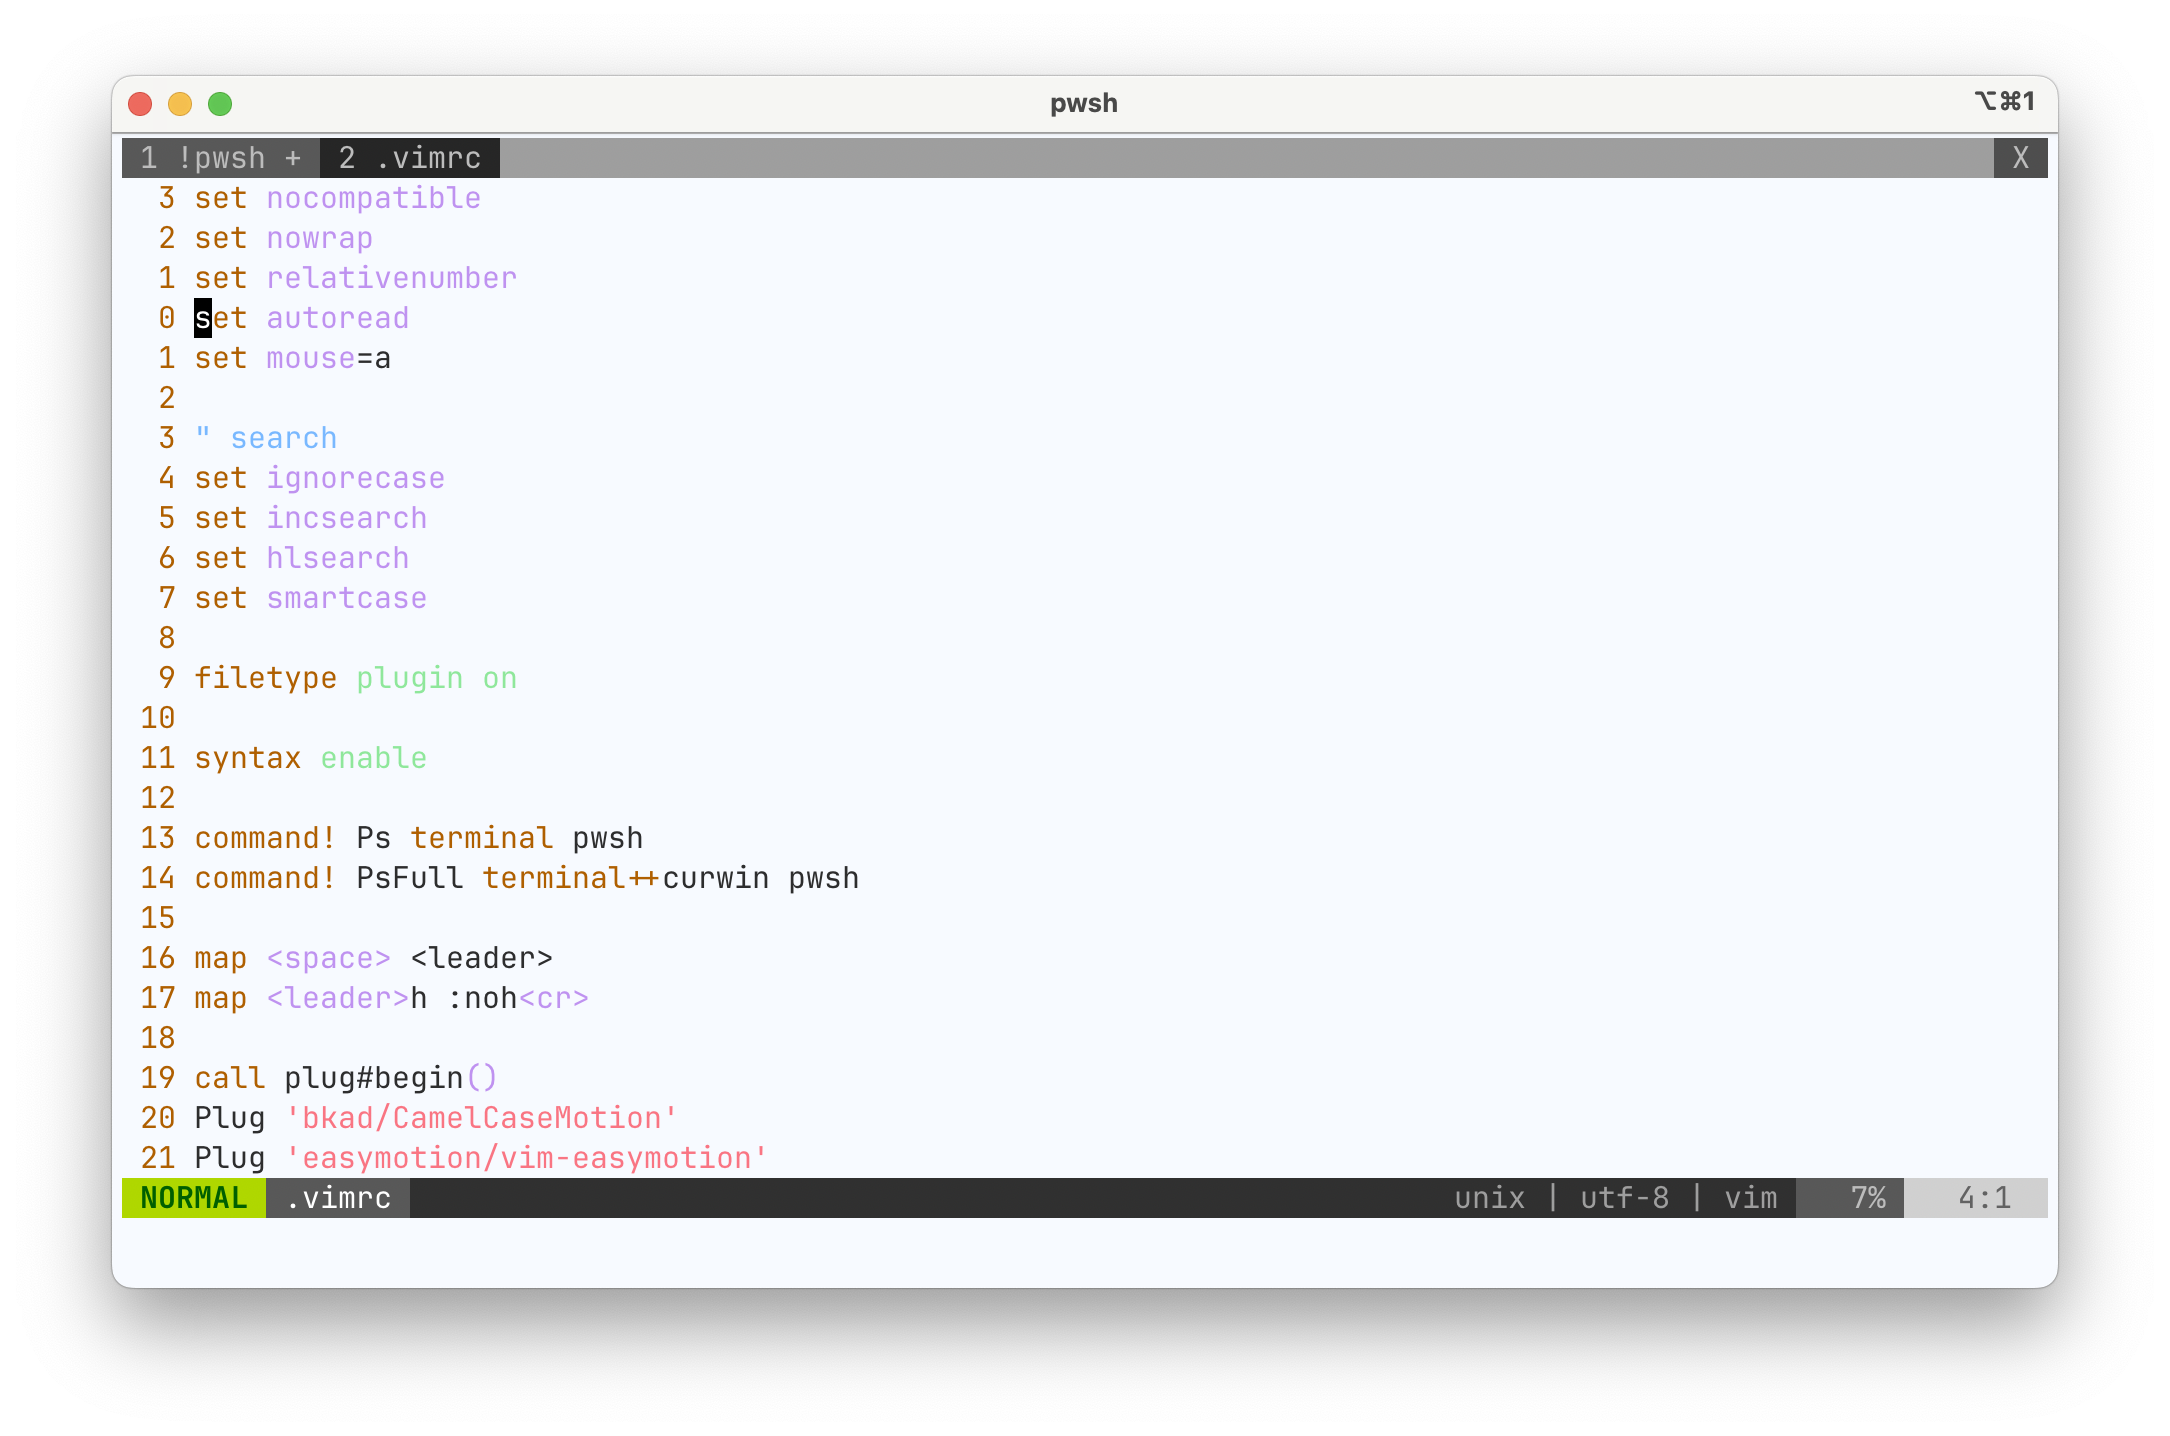 pwsh ⌥⌘1
1 !pwsh + 2 .vimrc X
3 set nocompatible
2 set nowrap
1 set relativenumber
0 set autoread
1 set mouse=a
2
3 " search
4 set ignorecase
5 set incsearch
6 set hlsearch
7 set smartcase
8
9 filetype plugin on
10
11 syntax enable
12
13 command! Ps terminal pwsh
14 command! PsFull terminal++curwin pwsh
15
16 map <space> <leader>
17 map <leader>h :noh<cr>
18
19 call plug#begin()
20 Plug 'bkad/CamelCaseMotion'
21 Plug 'easymotion/vim-easymotion'
NORMAL .vimrc unix | utf-8 | vim 7% 4:1